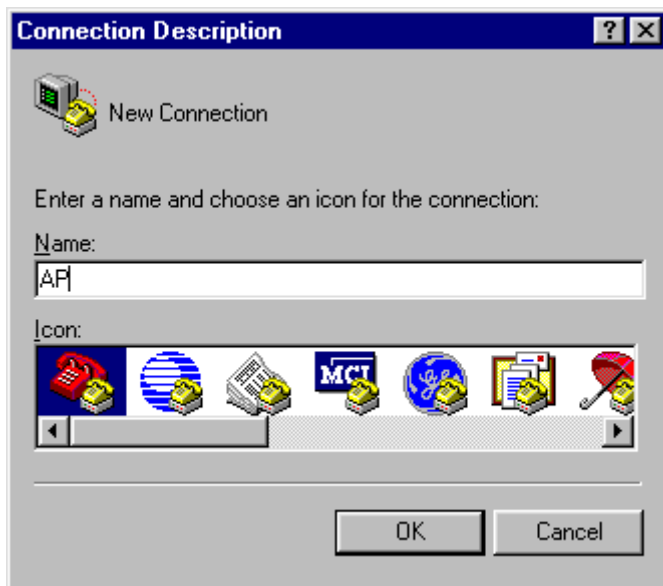 Connection Description
New Connection
Enter a name and choose an icon for the connection:
Name:
AP
Icon:
MCI
OK
Cancel